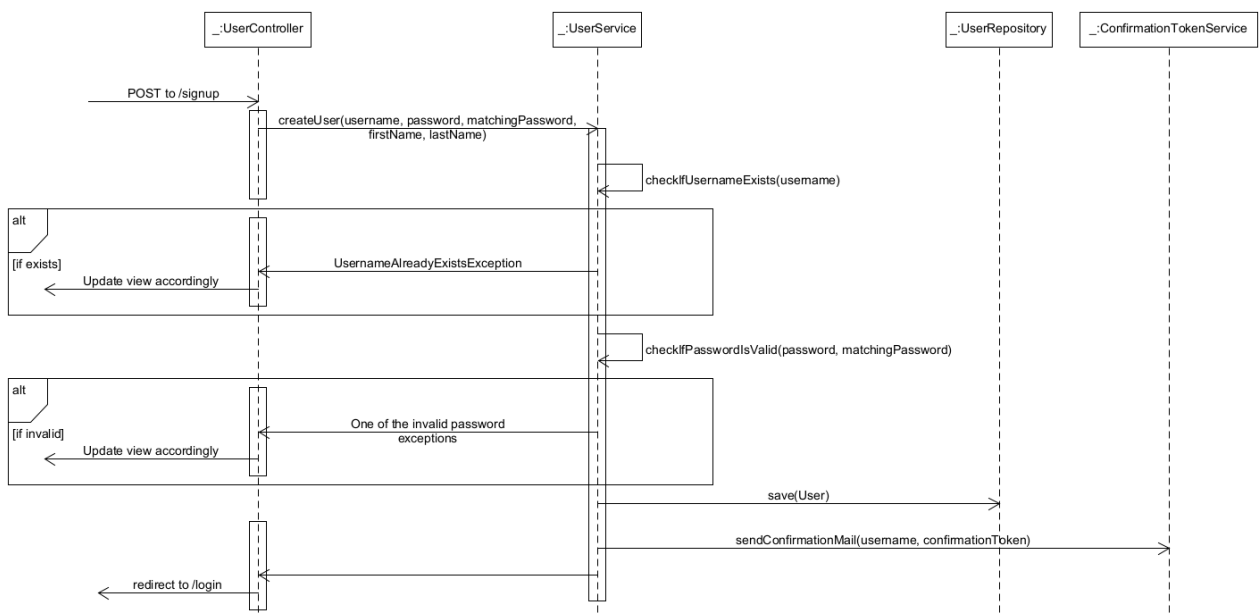 _:UserController
_:UserService
_:UserRepository
_:ConfirmationTokenService
POST to /signup
createUser(username, password, matchingPassword,
firstName, lastName)
checkIfUsernameExists(username)
alt
[if exists]
UsernameAlreadyExistsException
Update view accordingly
checkIfPasswordIsValid(password, matchingPassword)
alt
[if invalid]
One of the invalid password
exceptions
Update view accordingly
save(User)
sendConfirmationMail(username, confirmationToken)
redirect to /login